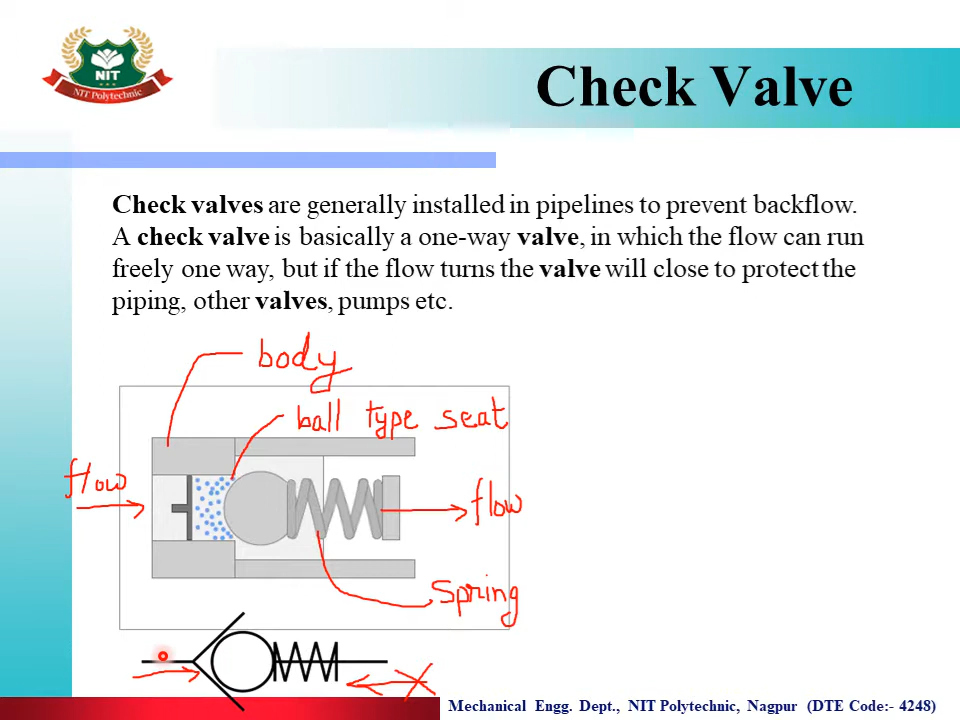 NIT
NIT Polytechnic
Check Valve
Check valves are generally installed in pipelines to prevent backflow.
A check valve is basically a one-way valve, in which the flow can run
freely one way, but if the flow turns the valve will close to protect the
piping, other valves, pumps etc.
body
ball type seat
flow
flow
spring
Mechanical Engg. Dept., NIT Polytechnic, Nagpur (DTE Code:- 4248)